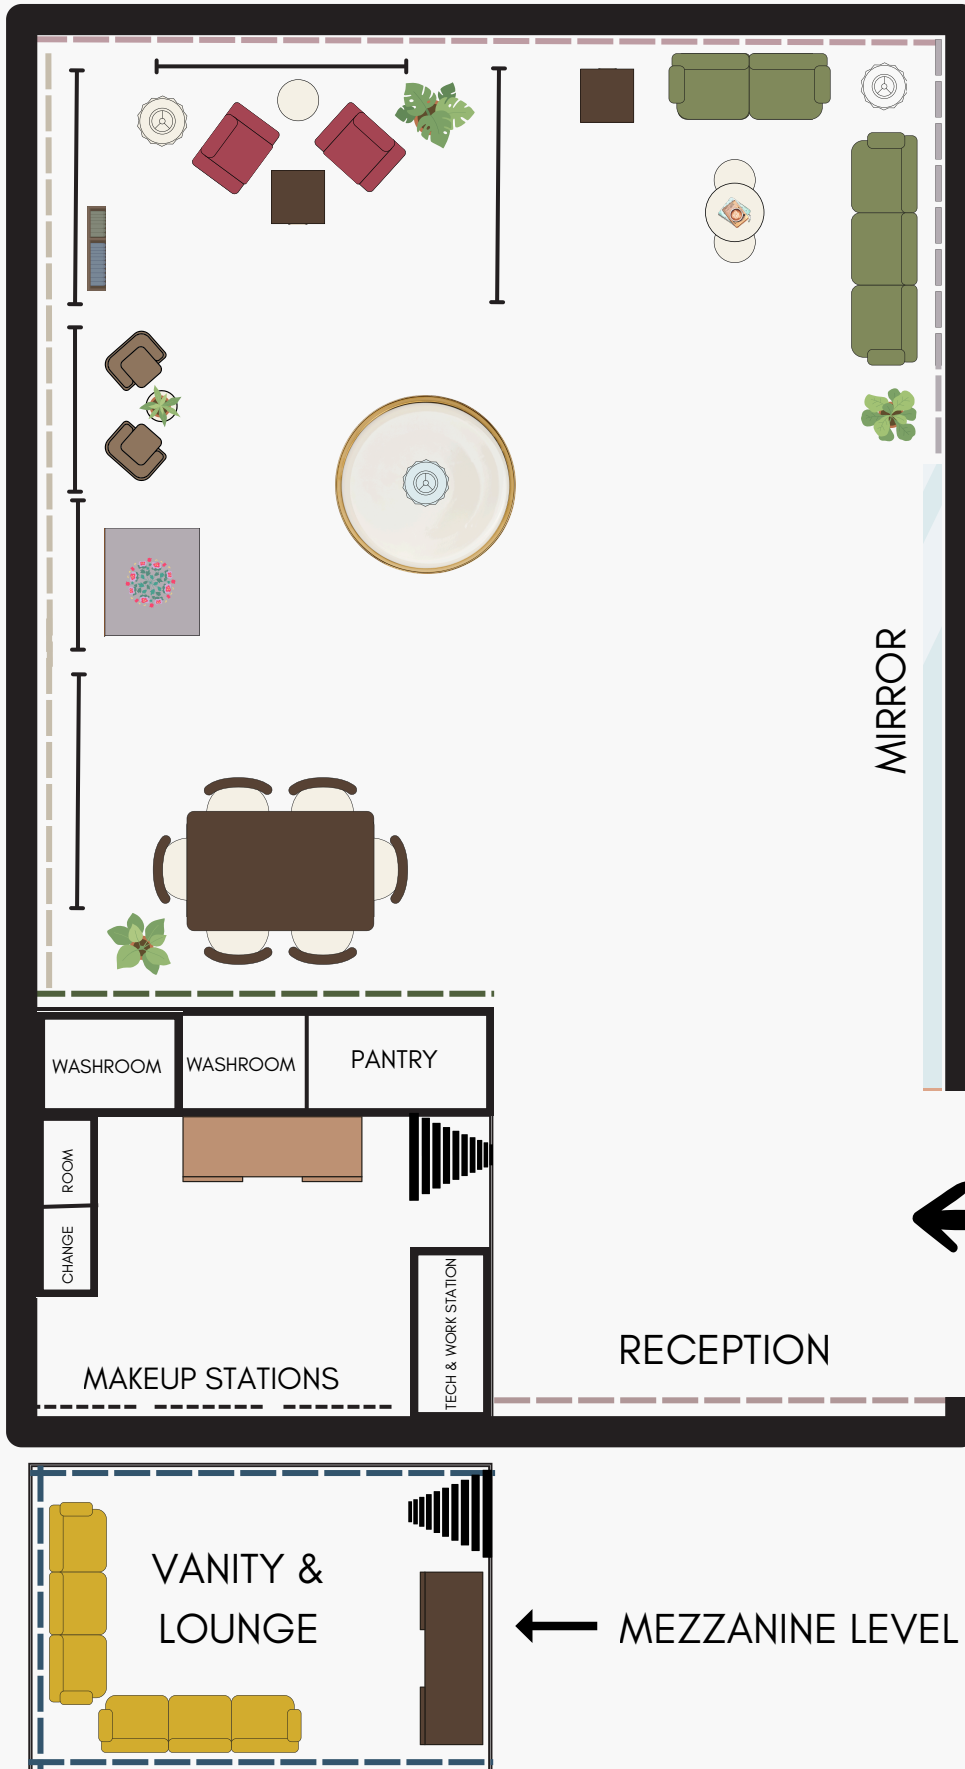 MIRROR
WASHROOM
WASHROOM
PANTRY
ROOM
CHANGE
TECH & WORK STATION
RECEPTION
MAKEUP STATIONS
VANITY &
LOUNGE
MEZZANINE LEVEL